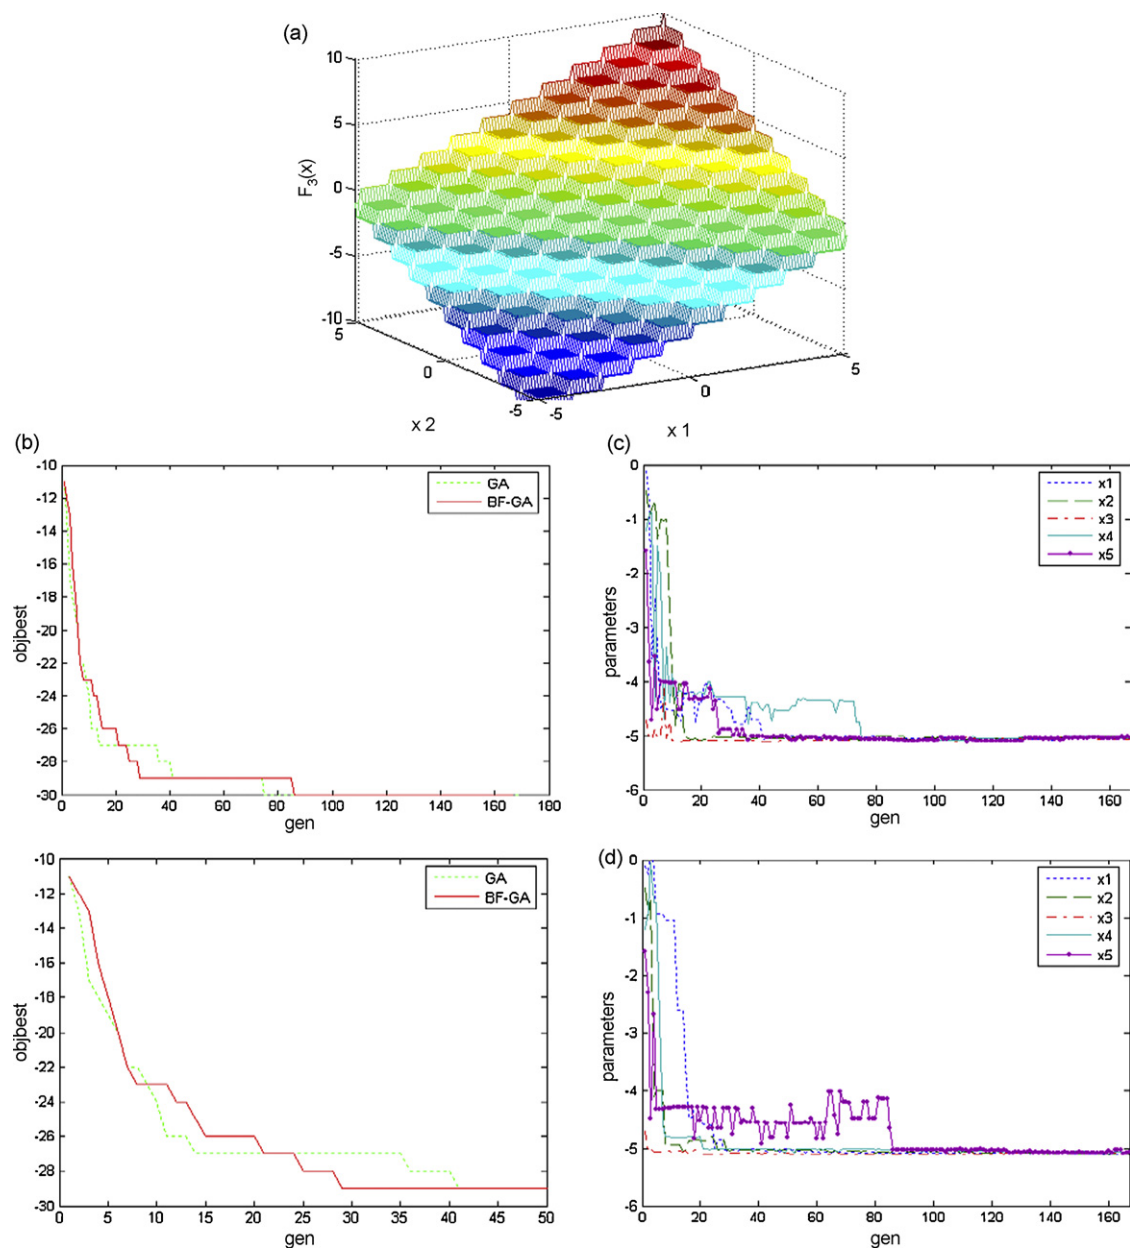 (a)
10
5
0
-5
-10
F3(x)
5
0
-5
x 2
-5
0
5
x 1
(b)
-10
-12
-14
-16
-18
-20
-22
-24
-26
-28
-30
objbest
0 20 40 60 80 100 120 140 160 180
gen
GA
BF-GA
(c)
0
-1
-2
-3
-4
-5
-6
parameters
0 20 40 60 80 100 120 140 160
gen
x1
x2
x3
x4
x5
-10
-12
-14
-16
-18
-20
-22
-24
-26
-28
-30
objbest
0 5 10 15 20 25 30 35 40 45 50
gen
GA
BF-GA
(d)
0
-1
-2
-3
-4
-5
-6
parameters
0 20 40 60 80 100 120 140 160
gen
x1
x2
x3
x4
x5